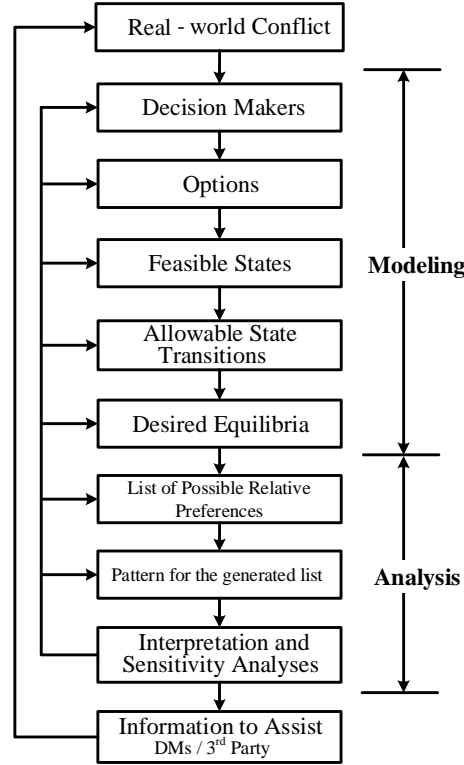 Real - world Conflict
Decision Makers
Options
Feasible States
Modeling
Allowable State
Transitions
Desired Equilibria
List of Possible Relative
Preferences
Pattern for the generated list
Analysis
Interpretation and
Sensitivity Analyses
Information to Assist
DMs / 3rd Party